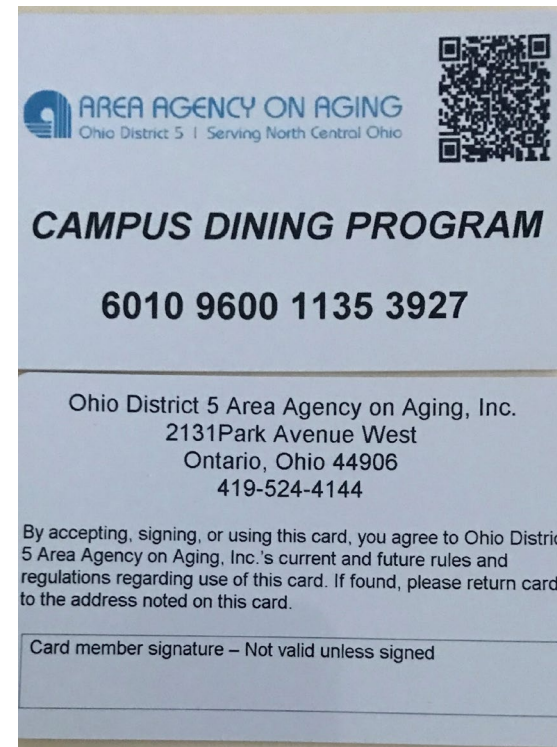 AREA AGENCY ON AGING
Ohio District 5 | Serving North Central Ohio
CAMPUS DINING PROGRAM
6010 9600 1135 3927
Ohio District 5 Area Agency on Aging, Inc.
2131Park Avenue West
Ontario, Ohio 44906
419-524-4144
By accepting, signing, or using this card, you agree to Ohio Distric
5 Area Agency on Aging, Inc.'s current and future rules and
regulations regarding use of this card. If found, please return card
to the address noted on this card.
Card member signature – Not valid unless signed